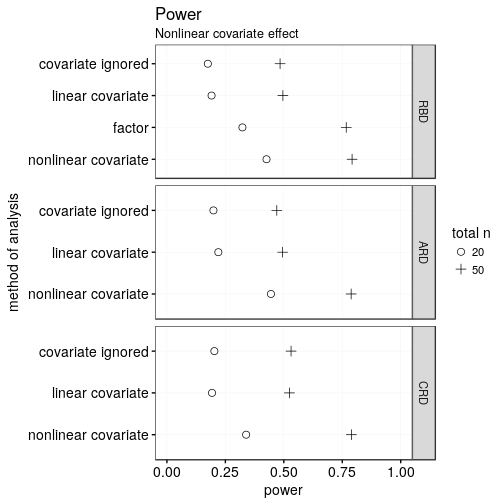 Power
Nonlinear covariate effect
covariate ignored
linear covariate
factor
nonlinear covariate
RBD
covariate ignored
linear covariate
nonlinear covariate
ARD
covariate ignored
linear covariate
nonlinear covariate
CRD
method of analysis
0.00 0.25 0.50 0.75 1.00
power
total n
20
50